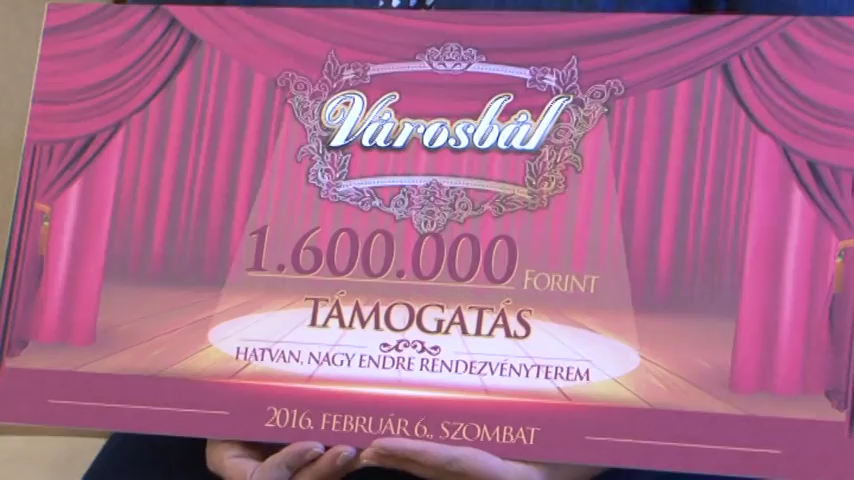 Városbál
1.600.000 FORINT
TÁMOGATÁS
HATVAN, NAGY ENDRE RENDEZVÉNYTEREM
2016. FEBRUÁR 6., SZOMBAT